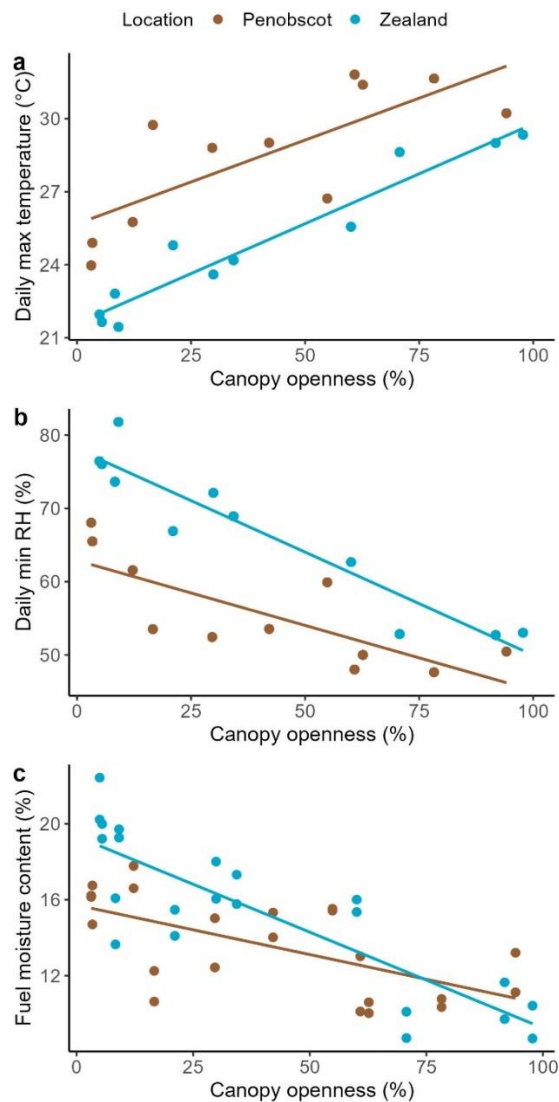 Location Penobscot Zealand
a
Daily max temperature (°C)
30
27
24
21
0 25 50 75 100
Canopy openness (%)
b
Daily min RH (%)
80
70
60
50
0 25 50 75 100
Canopy openness (%)
c
Fuel moisture content (%)
20
16
12
0 25 50 75 100
Canopy openness (%)